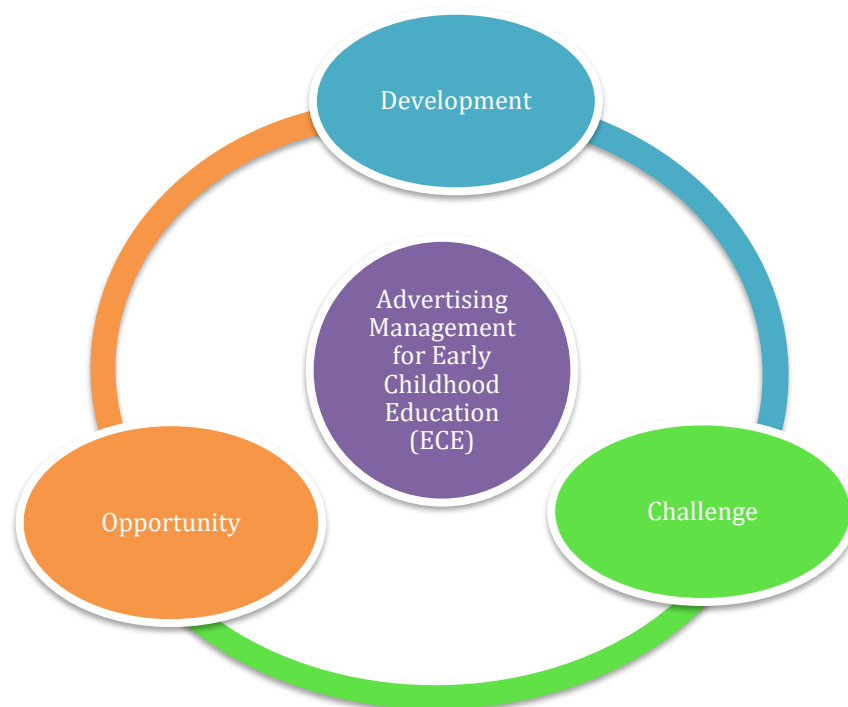 Development
Advertising
Management
for Early
Childhood
Education
(ECE)
Opportunity
Challenge